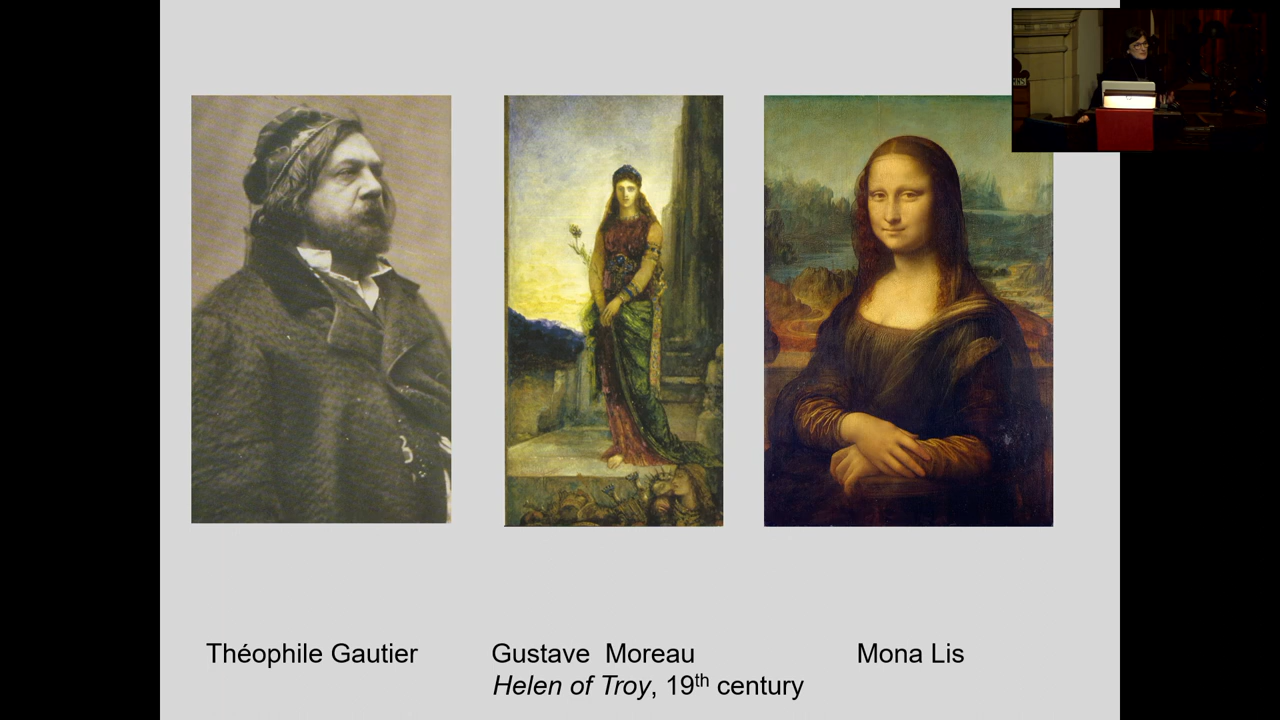 Théophile Gautier
Gustave Moreau
Helen of Troy, 19th century
Mona Lis